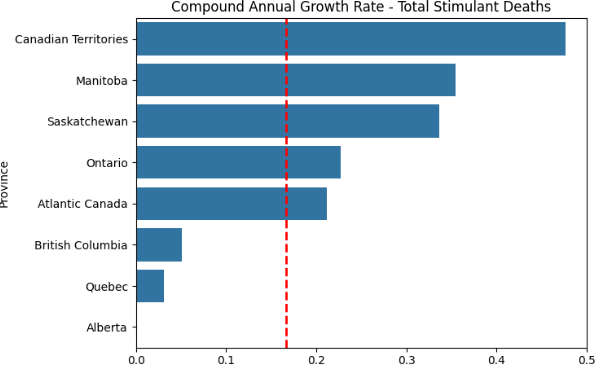 Compound Annual Growth Rate - Total Stimulant Deaths
Province
Canadian Territories
Manitoba
Saskatchewan
Ontario
Atlantic Canada
British Columbia
Quebec
Alberta
0.0 0.1 0.2 0.3 0.4 0.5